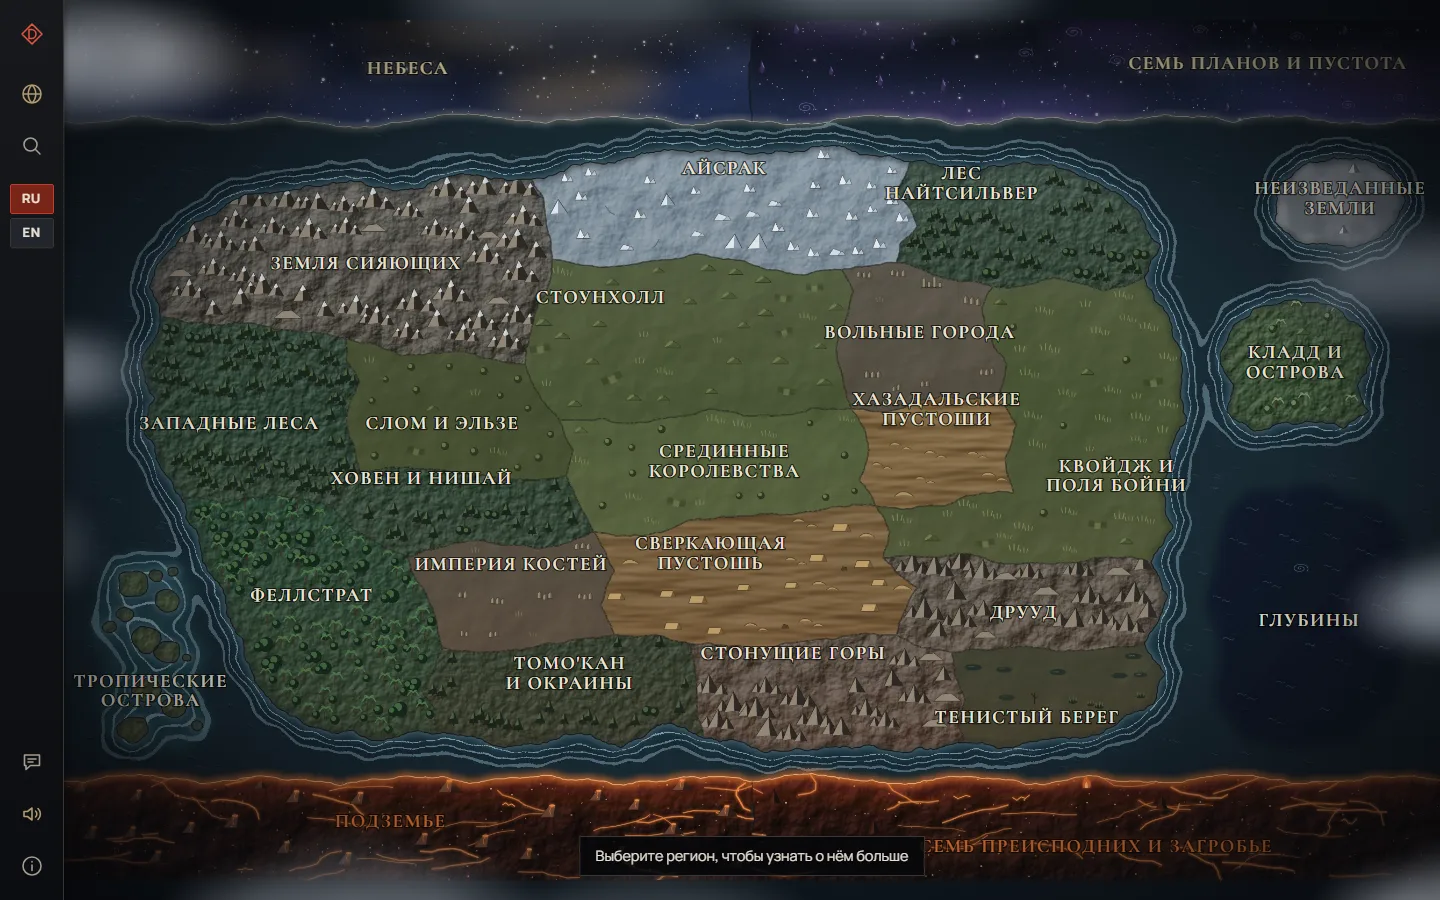 RU
EN
НЕБЕСА
СЕМЬ ПЛАНОВ И ПУСТОТА
АЙСРАК
ЛЕС
НАЙТСИЛЬВЕР
НЕИЗВЕДАННЫЕ
ЗЕМЛИ
ЗЕМЛЯ СИЯЮЩИХ
СТОУНХОЛЛ
ВОЛЬНЫЕ ГОРОДА
КЛАДД И
ОСТРОВА
ХАЗАДАЛЬСКИЕ
ПУСТОШИ
ЗАПАДНЫЕ ЛЕСА
СЛОМ И ЭЛЬЗЕ
СРЕДИННЫЕ
КОРОЛЕВСТВА
КВОЙДЖ И
ПОЛЯ БОЙНИ
ХОВЕН И НИШАЙ
СВЕРКАЮЩАЯ
ПУСТОШЬ
ИМПЕРИЯ КОСТЕЙ
ФЕЛЛСТРАТ
ДРУУД
ГЛУБИНЫ
ТОМО'КАН
И ОКРАИНЫ
СТОНУЩИЕ ГОРЫ
ТРОПИЧЕСКИЕ
ОСТРОВА
ТЕНИСТЫЙ БЕРЕГ
ПОДЗЕМЬЕ
СЕМЬ ПРЕИСПОДНИХ И ЗАГРОБЬЕ
Выберите регион, чтобы узнать о нём больше